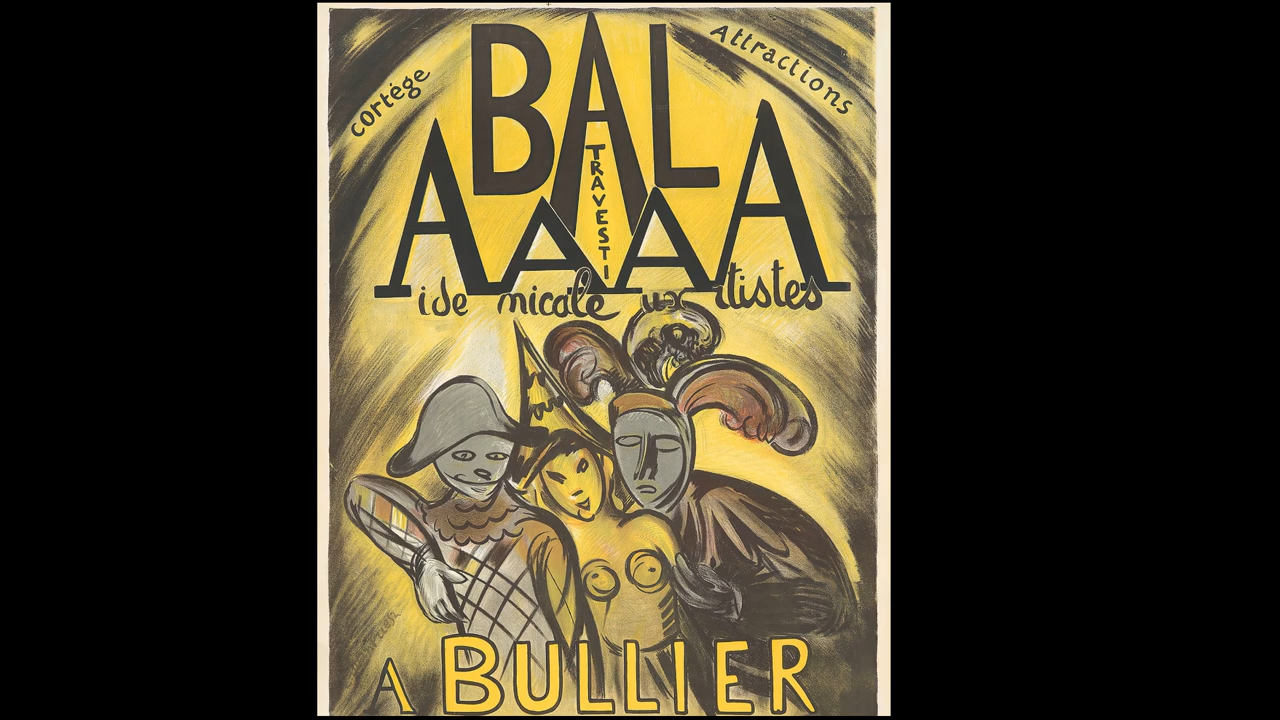 cortège
Attractions
BAL
TRAVESTI
AAAA
ide micale ux rtistes
A BULLIER